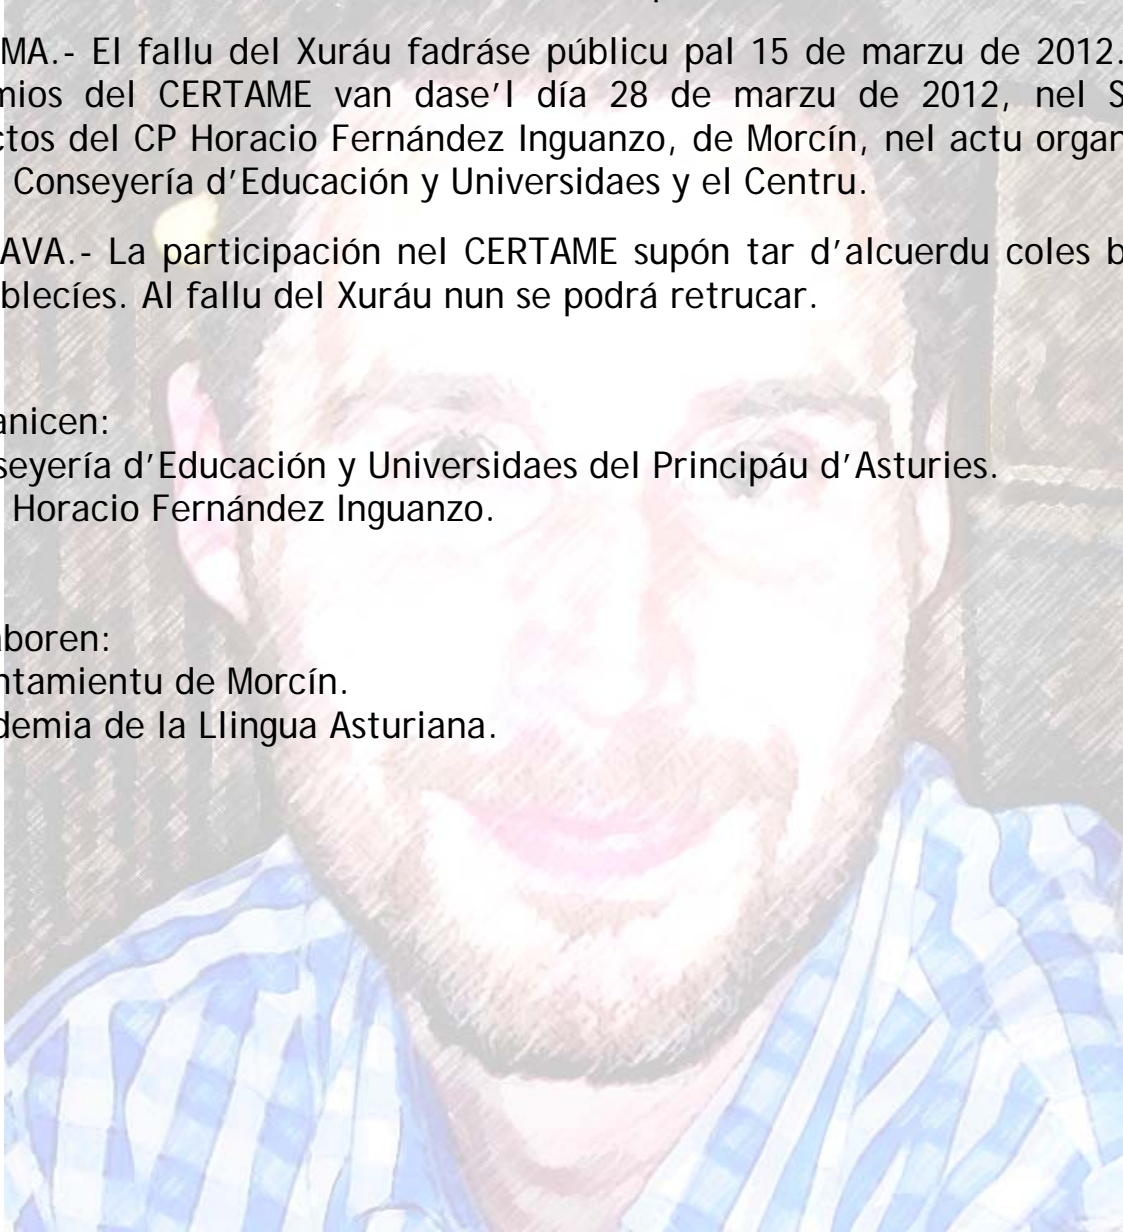 MA.- El fallu del Xuráu fadráse públicu pal 15 de marzu de 2012.
mios del CERTAME van dase’l día 28 de marzu de 2012, nel S
ctos del CP Horacio Fernández Inguanzo, de Morcín, nel actu organ
Conseyería d’Educación y Universidaes y el Centru.
AVA.- La participación nel CERTAME supón tar d’alcuerdu coles b
blecíes. Al fallu del Xuráu nun se podrá retrucar.
anicen:
seyería d’Educación y Universidaes del Principáu d’Asturies.
Horacio Fernández Inguanzo.
boren:
ntamientu de Morcín.
demia de la Llingua Asturiana.